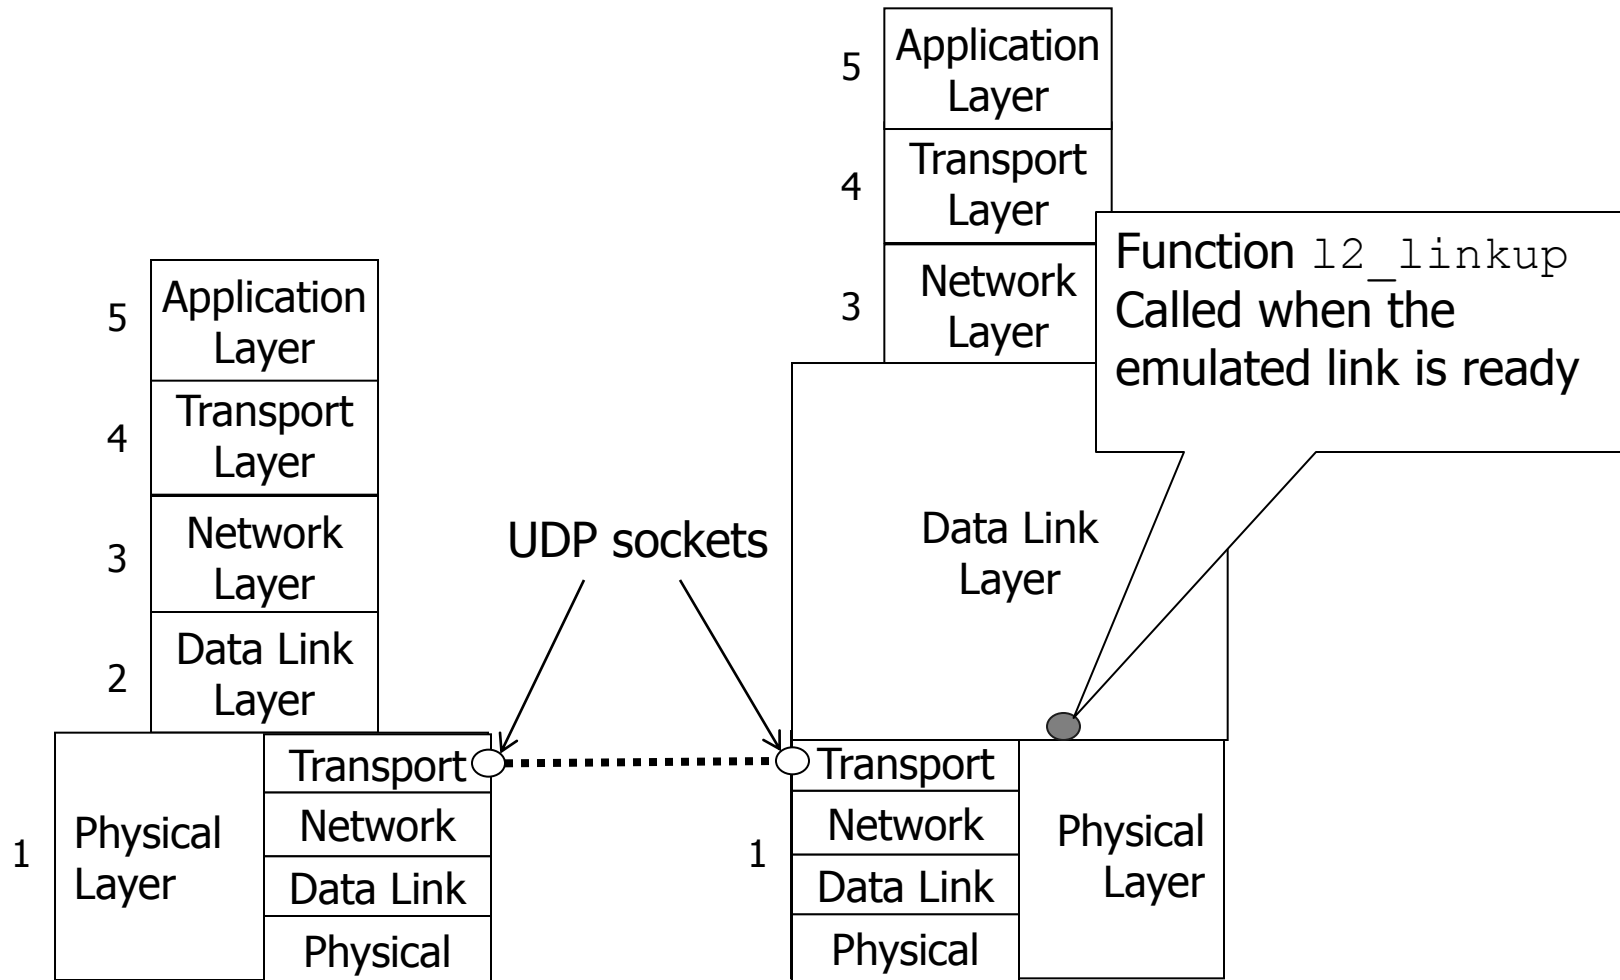 5
Application
Layer
4
Transport
Layer
3
Network
Layer
2
Data Link
Layer
1
Physical
Layer
Transport
Network
Data Link
Physical
UDP sockets
5
Application
Layer
4
Transport
Layer
3
Network
Layer
Data Link
Layer
1
Transport
Network
Data Link
Physical
Physical
Layer
Function l2_linkup
Called when the
emulated link is ready